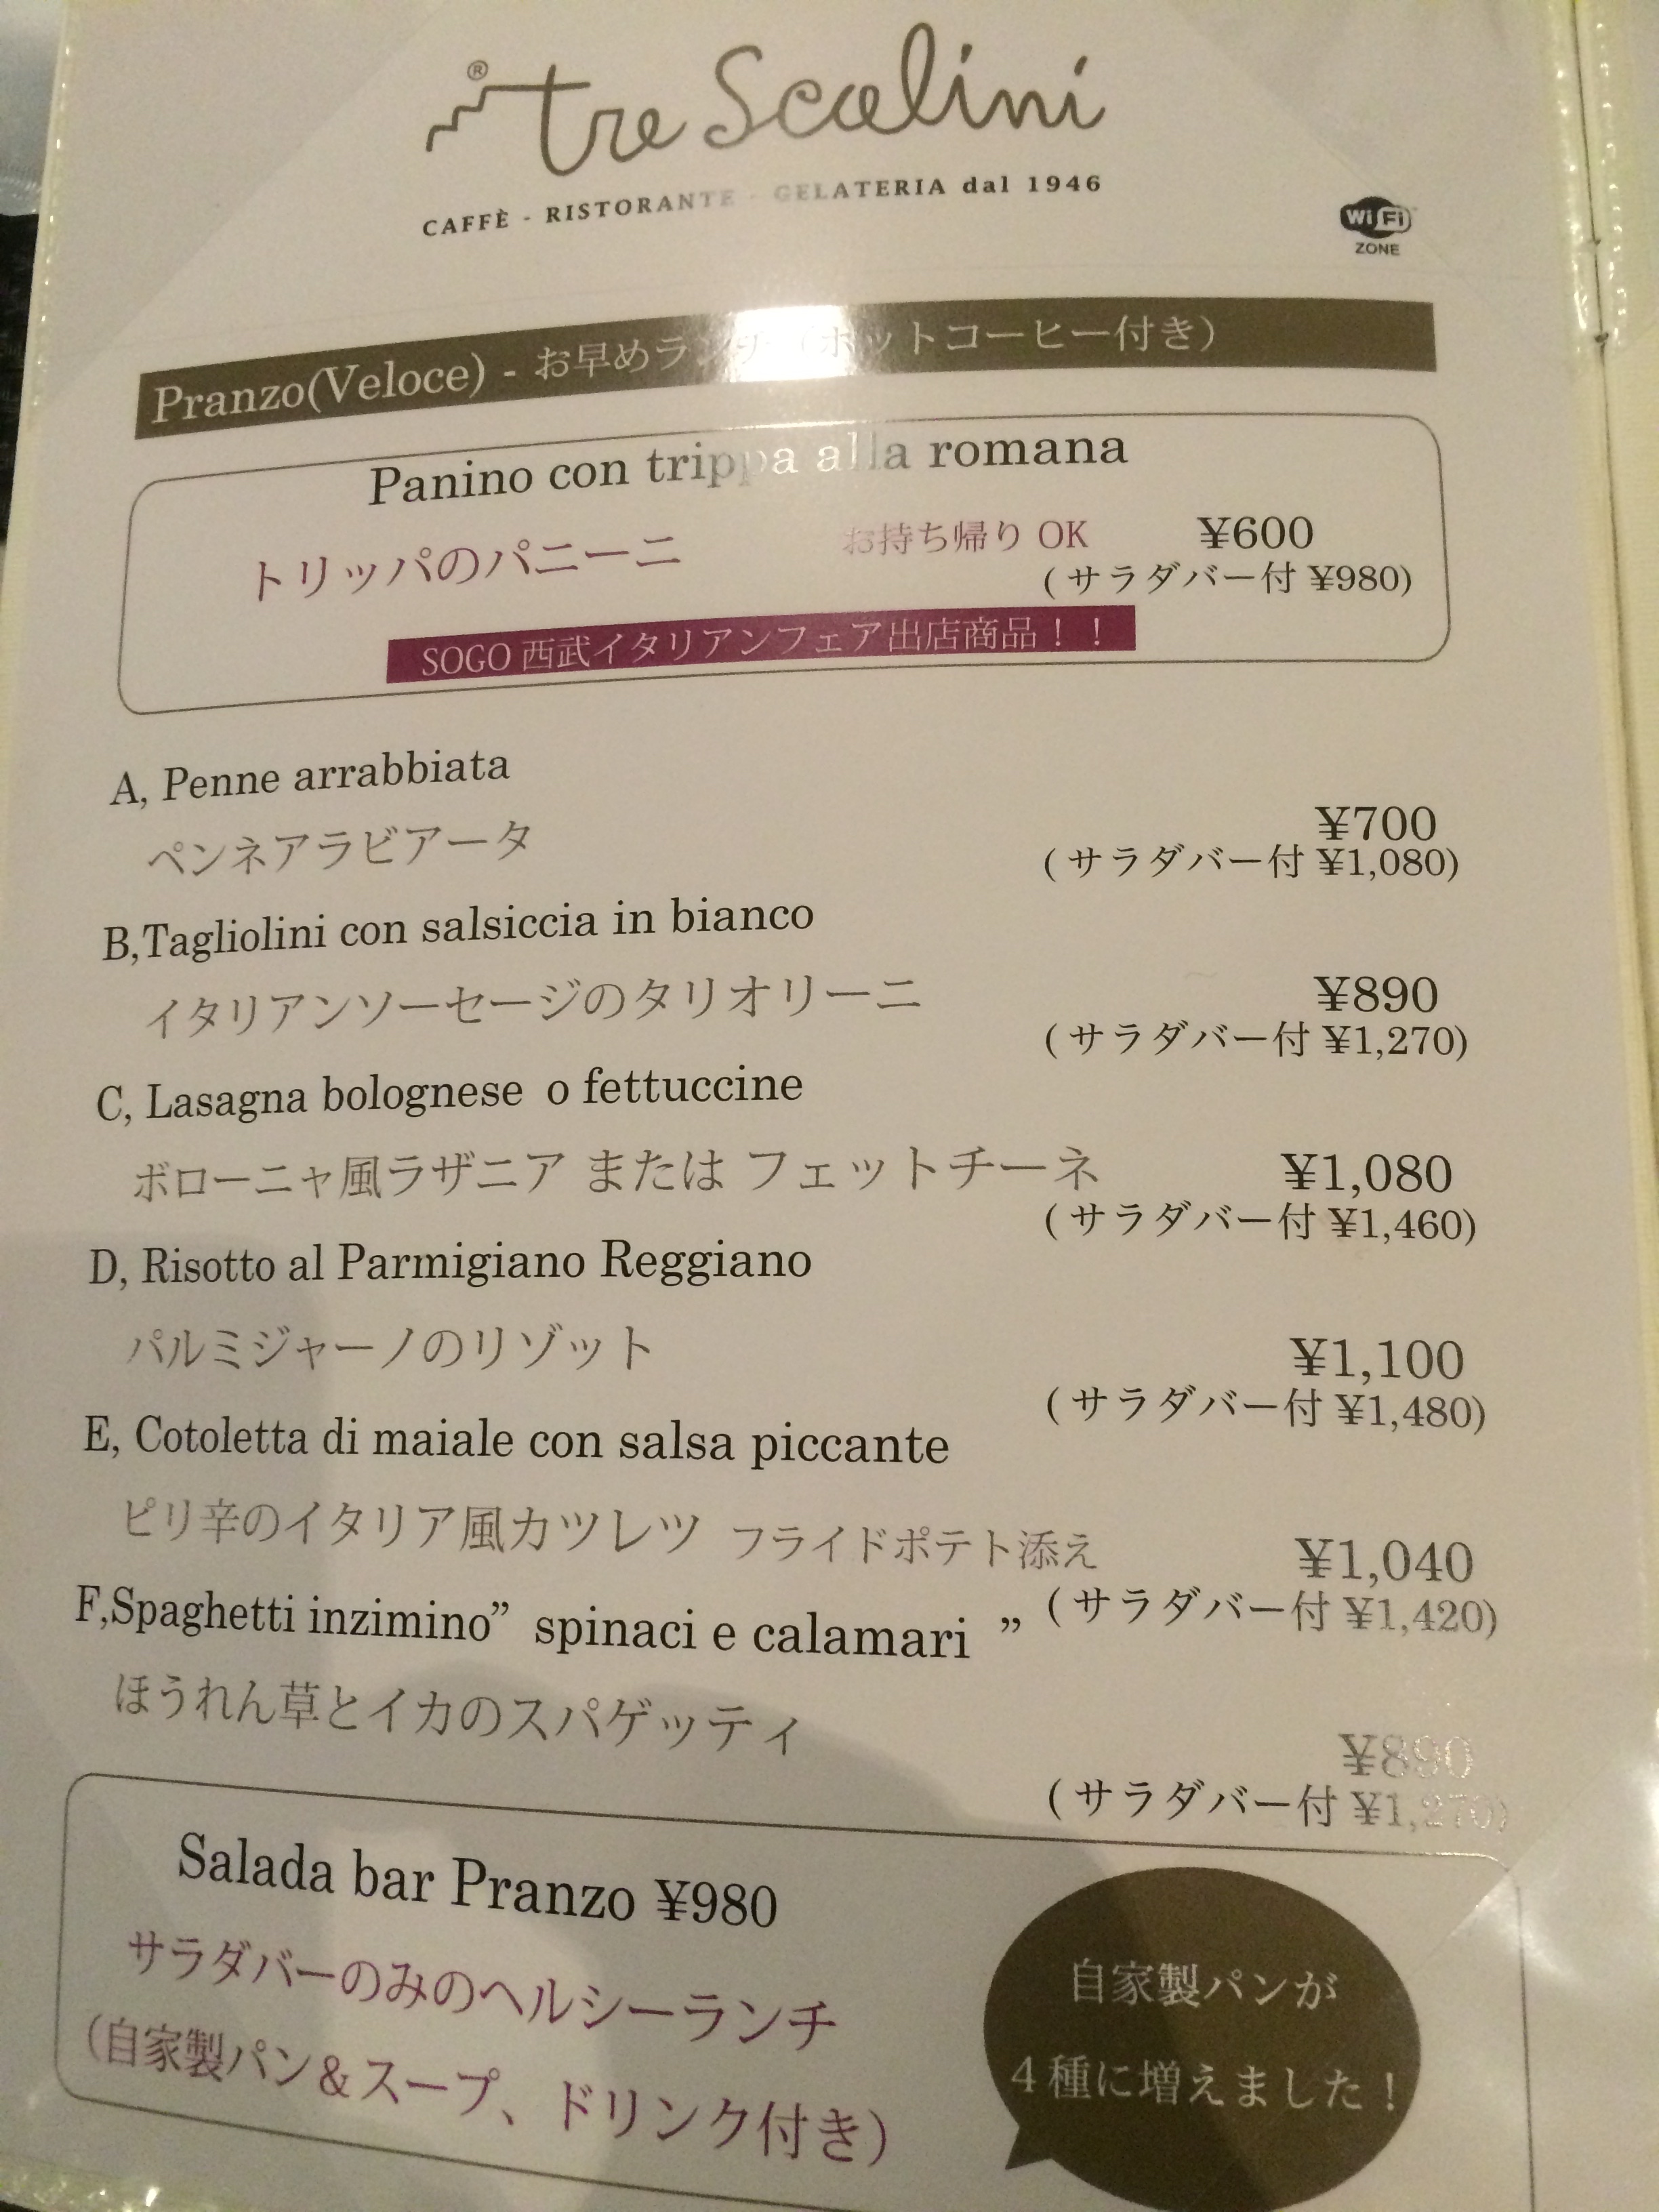 ® tre Scalini
CAFFÈ - RISTORANTE - GELATERIA dal 1946
Wi Fi
ZONE
Pranzo(Veloce) - お早めランチ（ホットコーヒー付き）
Panino con trippa alla romana
トリッパのパニーニ お持ち帰り OK ¥600
( サラダバー付 ¥980)
SOGO 西武イタリアンフェア出店商品！！
A, Penne arrabbiata
ペンネアラビアータ ¥700
( サラダバー付 ¥1,080)
B,Tagliolini con salsiccia in bianco
イタリアンソーセージのタリオリーニ ¥890
( サラダバー付 ¥1,270)
C, Lasagna bolognese o fettuccine
ボローニャ風ラザニア または フェットチーネ ¥1,080
( サラダバー付 ¥1,460)
D, Risotto al Parmigiano Reggiano
パルミジャーノのリゾット ¥1,100
( サラダバー付 ¥1,480)
E, Cotoletta di maiale con salsa piccante
ピリ辛のイタリア風カツレツ フライドポテト添え ¥1,040
( サラダバー付 ¥1,420)
F,Spaghetti inzimino” spinaci e calamari ”
ほうれん草とイカのスパゲッティ ¥890
( サラダバー付 ¥1,270)
Salada bar Pranzo ¥980
サラダバーのみのヘルシーランチ
（自家製パン＆スープ、ドリンク付き）
自家製パンが
４種に増えました！